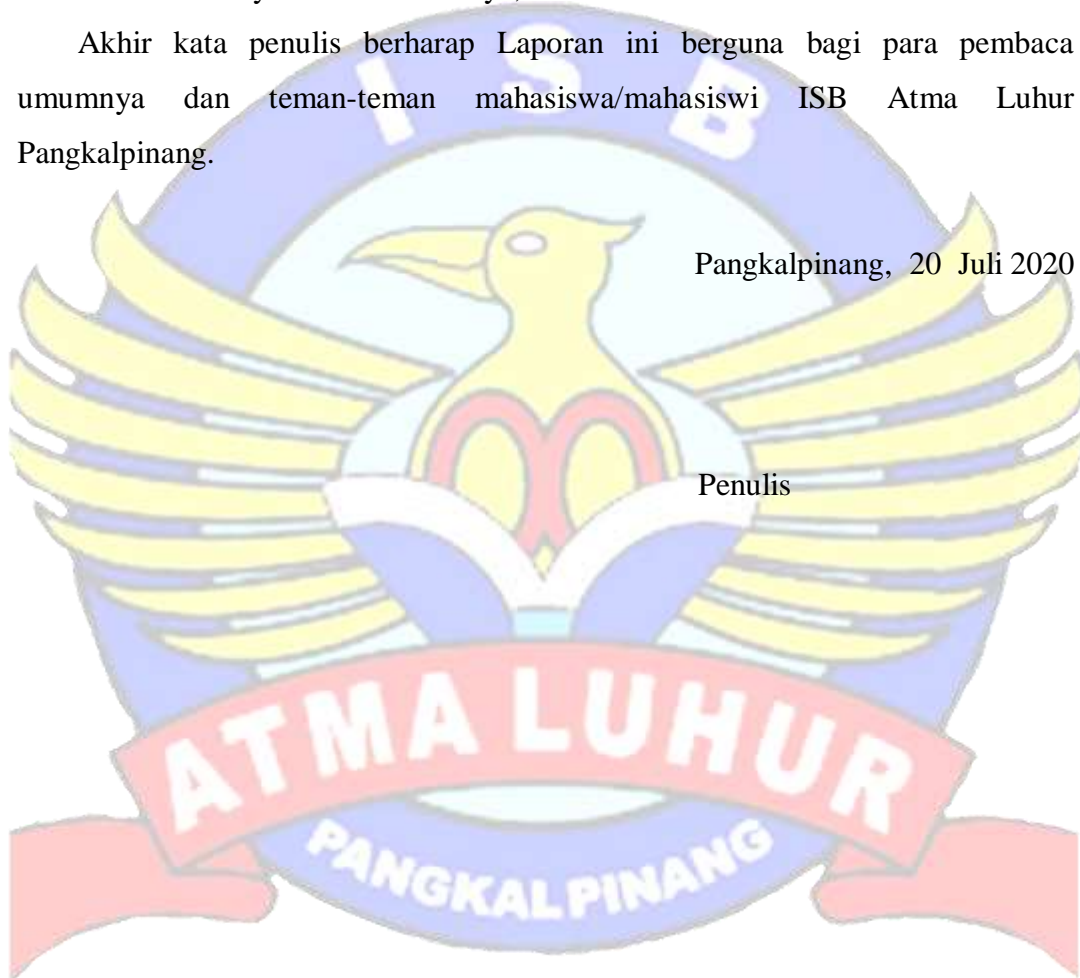 Akhir kata penulis berharap Laporan ini berguna bagi para pembaca
umumnya dan teman-teman mahasiswa/mahasiswi ISB Atma Luhur
Pangkalpinang.
Pangkalpinang, 20 Juli 2020
Penulis
I S B
ATMA LUHUR
PANGKALPINANG